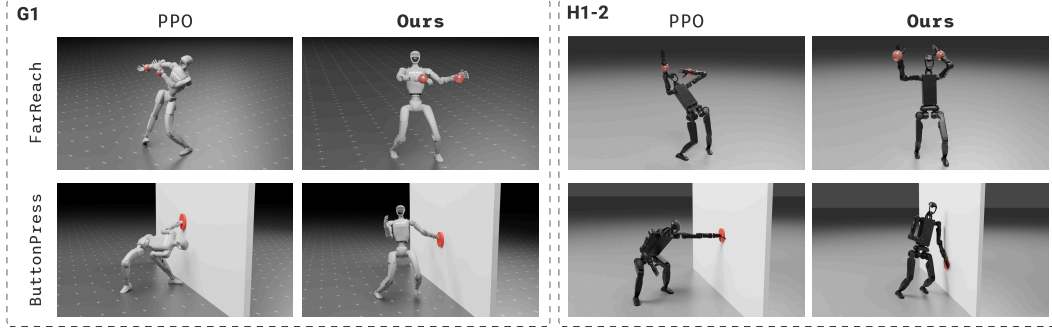 G1
PPO
Ours
H1-2
PPO
Ours
FarReach
ButtonPress